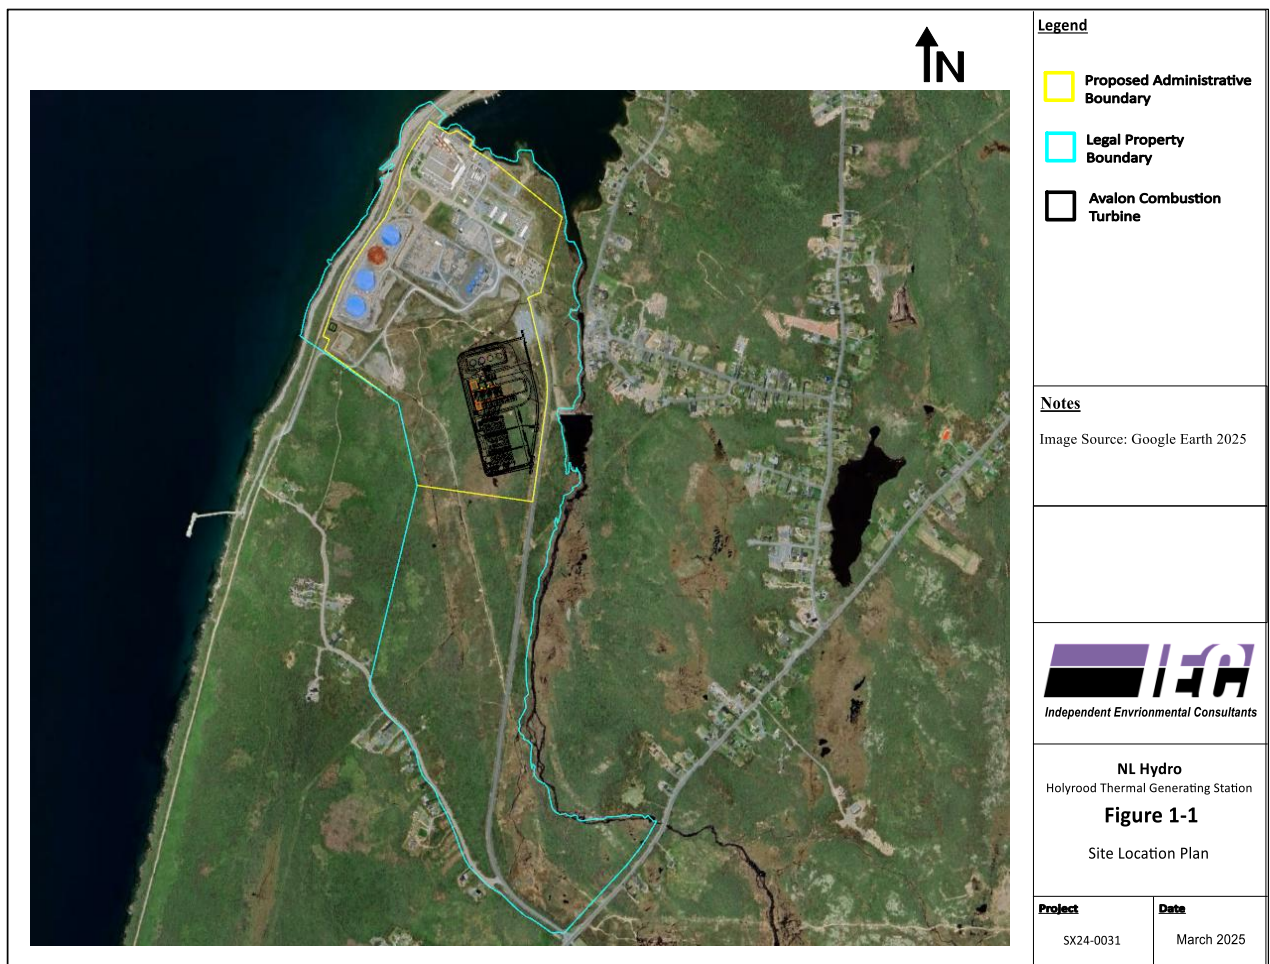 N
Legend
Proposed Administrative
Boundary
Legal Property
Boundary
Avalon Combustion
Turbine
Notes
Image Source: Google Earth 2025
IEC
Independent Envrionmental Consultants
NL Hydro
Holyrood Thermal Generating Station
Figure 1-1
Site Location Plan
Project
Date
SX24-0031
March 2025